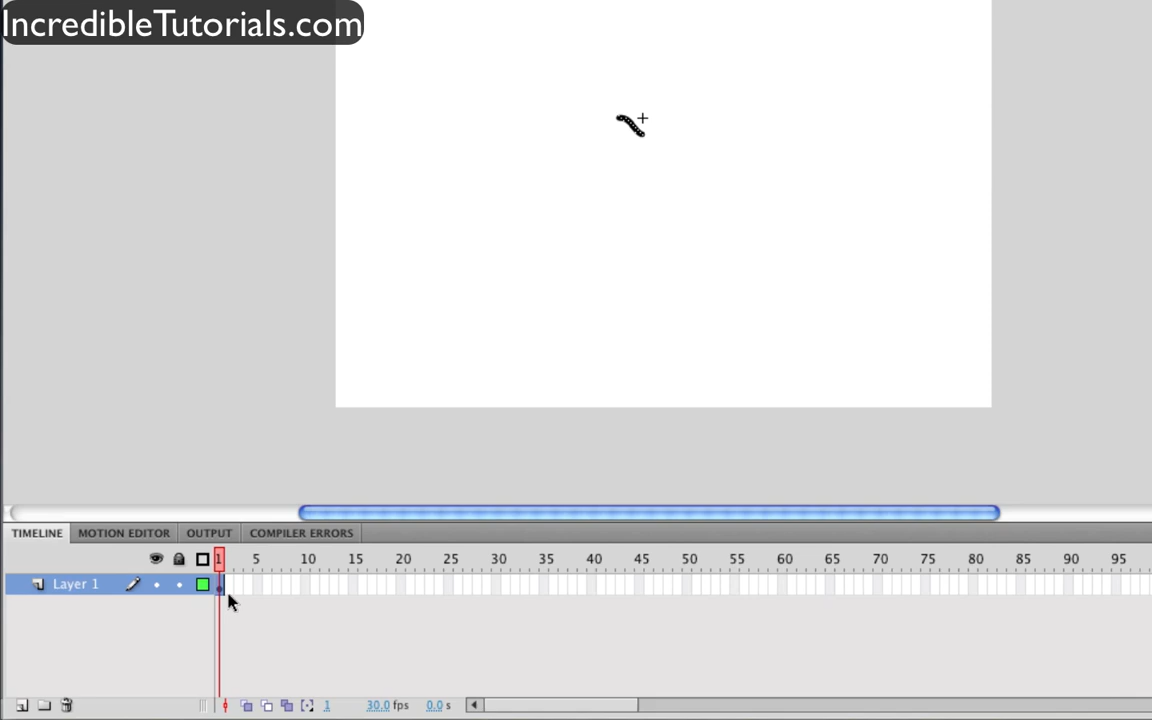 IncredibleTutorials.com
TIMELINE MOTION EDITOR OUTPUT COMPILER ERRORS
1 5 10 15 20 25 30 35 40 45 50 55 60 65 70 75 80 85 90 95
Layer 1
1 30.0 fps 0.0 s